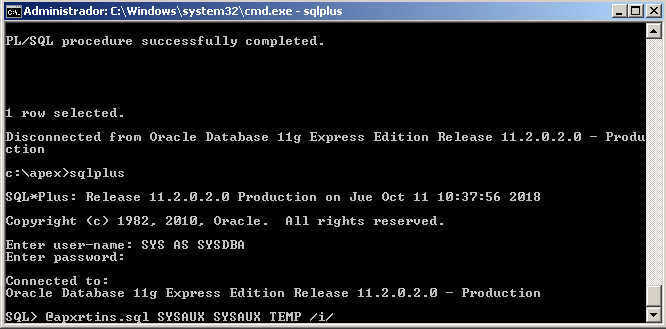 Administrador: C:\Windows\system32\cmd.exe - sqlplus
PL/SQL procedure successfully completed.
1 row selected.
Disconnected from Oracle Database 11g Express Edition Release 11.2.0.2.0 - Produ
ction
c:\apex>sqlplus
SQL*Plus: Release 11.2.0.2.0 Production on Jue Oct 11 10:37:56 2018
Copyright (c) 1982, 2010, Oracle.  All rights reserved.
Enter user-name: SYS AS SYSDBA
Enter password:
Connected to:
Oracle Database 11g Express Edition Release 11.2.0.2.0 - Production
SQL> @apxrtins.sql SYSAUX SYSAUX TEMP /i/